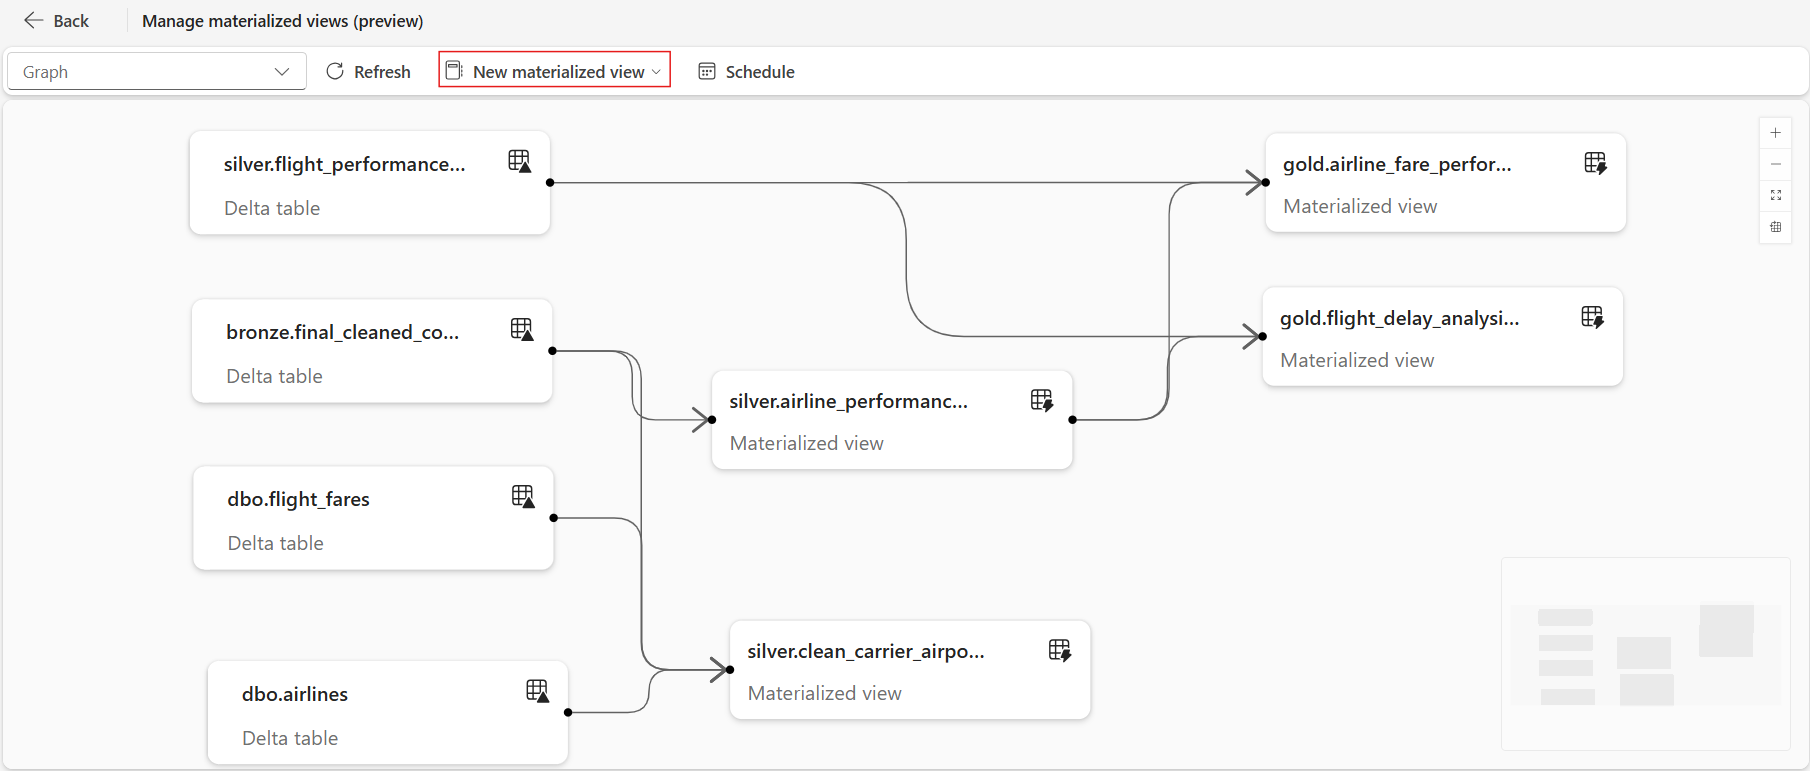 Back
Manage materialized views (preview)
Graph
Refresh
New materialized view
Schedule
silver.flight_performance...
Delta table
gold.airline_fare_perfor...
Materialized view
bronze.final_cleaned_co...
Delta table
gold.flight_delay_analysi...
Materialized view
silver.airline_performanc...
Materialized view
dbo.flight_fares
Delta table
silver.clean_carrier_airpo...
Materialized view
dbo.airlines
Delta table